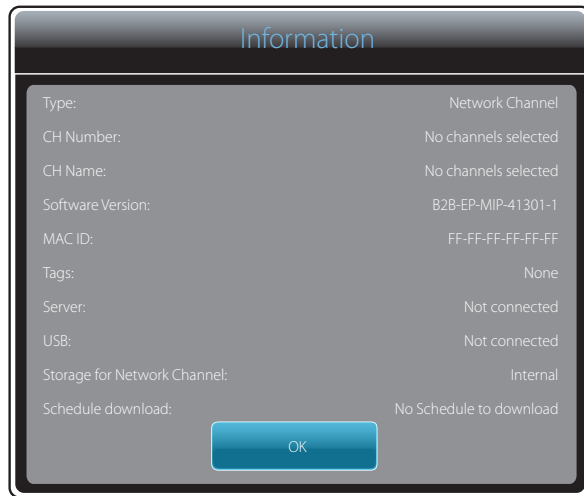 Information
Type: Network Channel
CH Number: No channels selected
CH Name: No channels selected
Software Version: B2B-EP-MIP-41301-1
MAC ID: FF-FF-FF-FF-FF-FF
Tags: None
Server: Not connected
USB: Not connected
Storage for Network Channel: Internal
Schedule download: No Schedule to download
OK